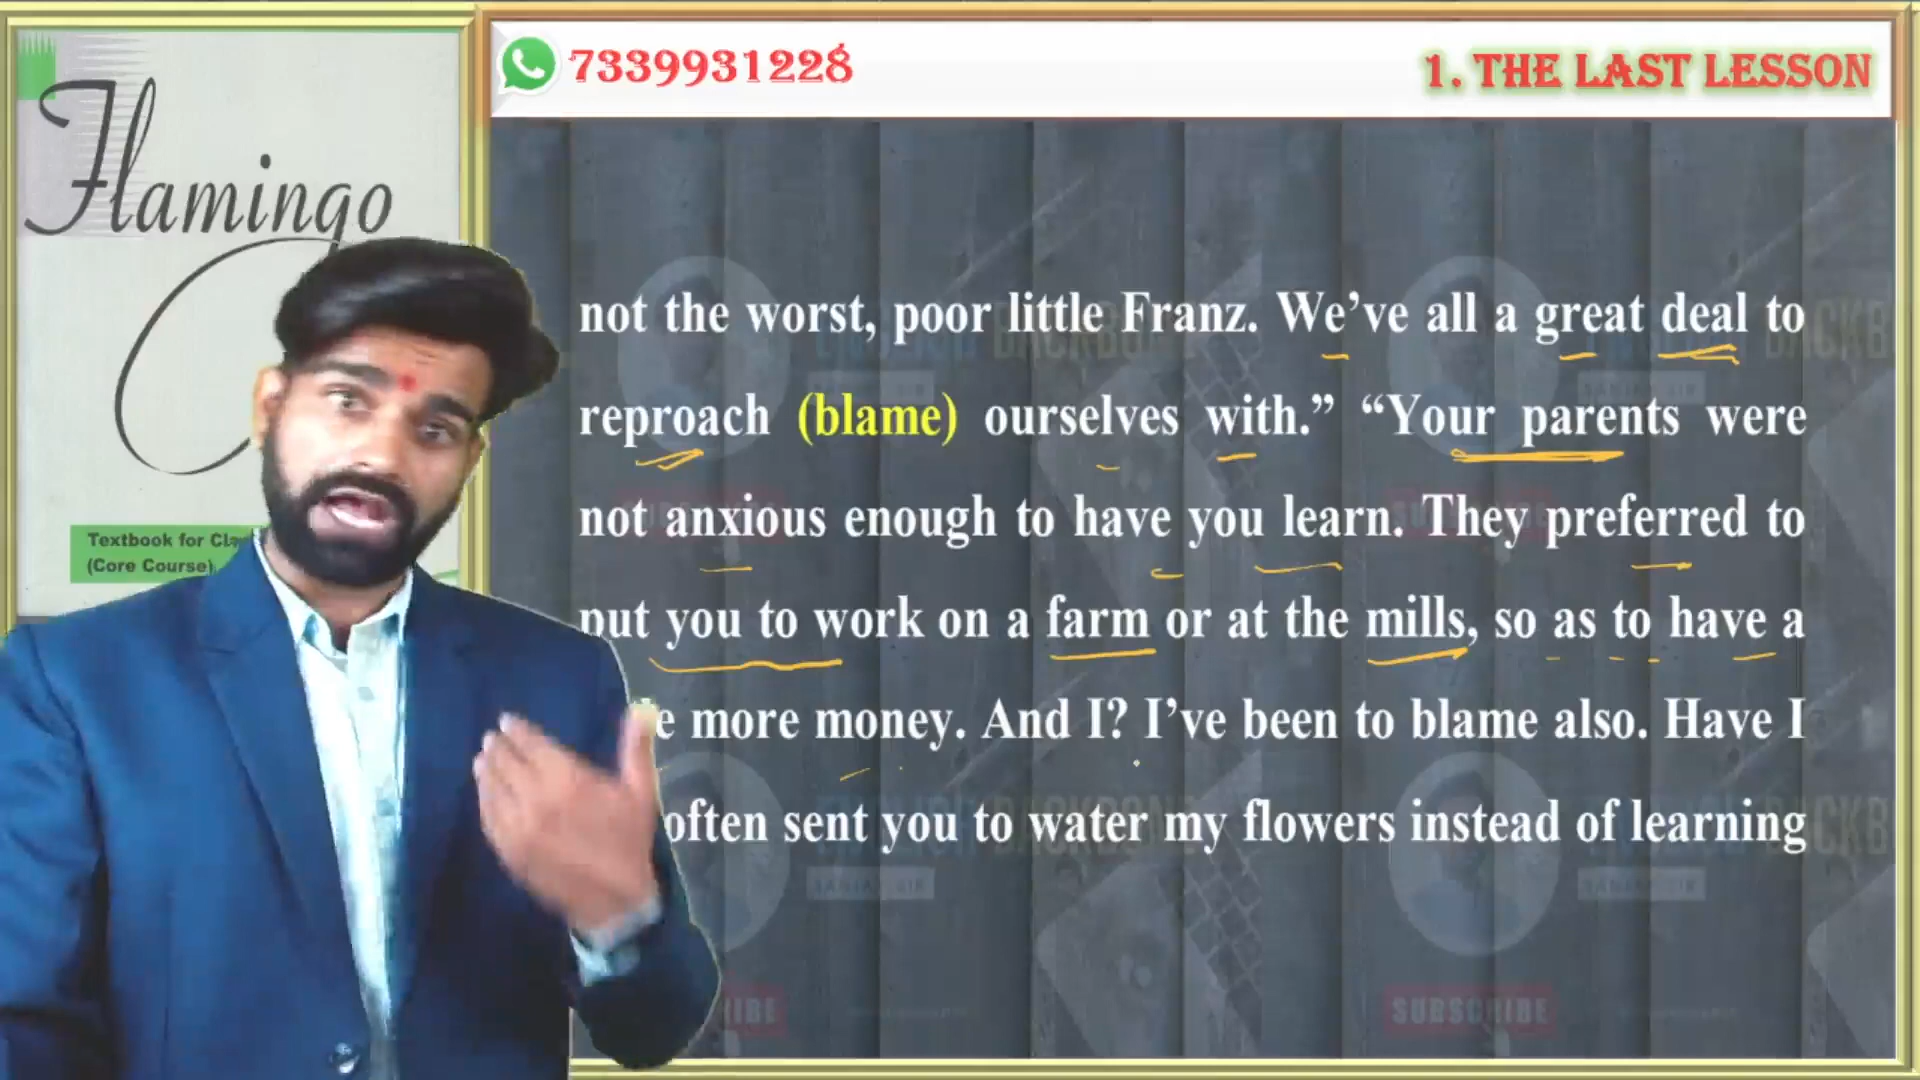 Flamingo
Textbook for
(Core Course)
7339931228
1. THE LAST LESSON
not the worst, poor little Franz. We’ve all a great deal to
reproach (blame) ourselves with.” “Your parents were
not anxious enough to have you learn. They preferred to
put you to work on a farm or at the mills, so as to have a
more money. And I? I’ve been to blame also. Have I
often sent you to water my flowers instead of learning
SANJAY SIR
SUBSCRIBE